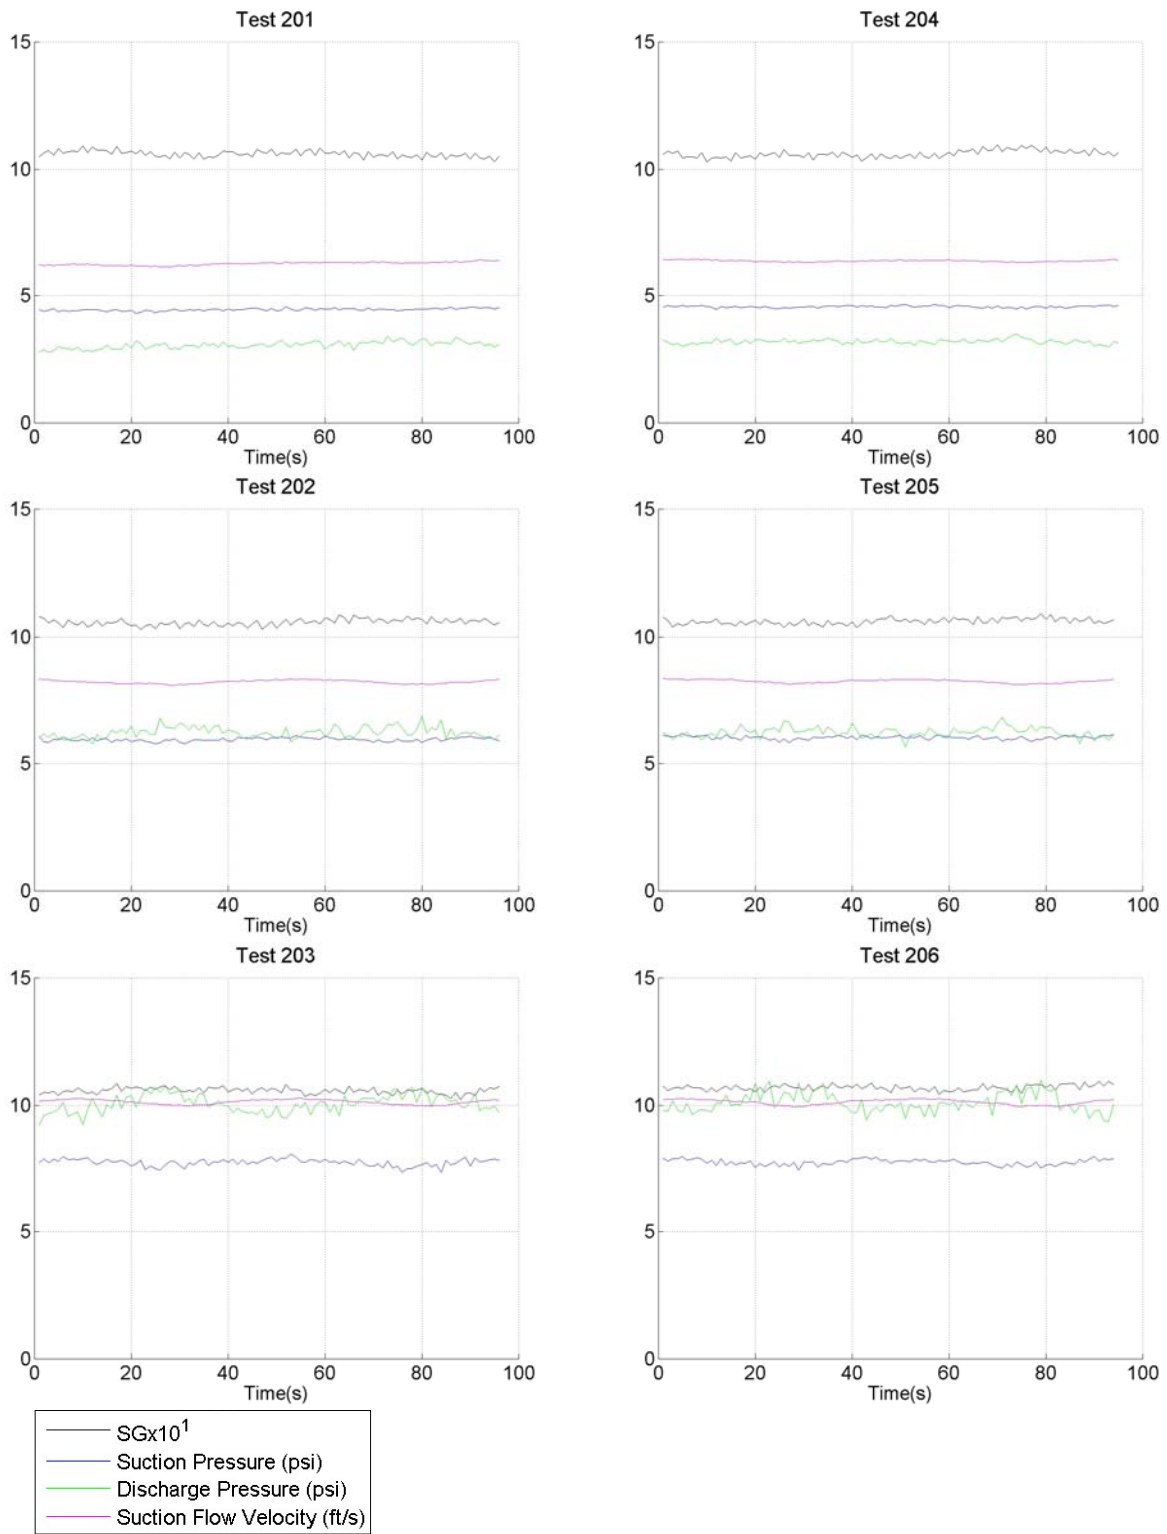 Test 201
Test 204
15
10
5
0
0 20 40 60 80 100
Time(s)
15
10
5
0
0 20 40 60 80 100
Time(s)
Test 202
Test 205
15
10
5
0
0 20 40 60 80 100
Time(s)
15
10
5
0
0 20 40 60 80 100
Time(s)
Test 203
Test 206
15
10
5
0
0 20 40 60 80 100
Time(s)
15
10
5
0
0 20 40 60 80 100
Time(s)
SGx10^1
Suction Pressure (psi)
Discharge Pressure (psi)
Suction Flow Velocity (ft/s)